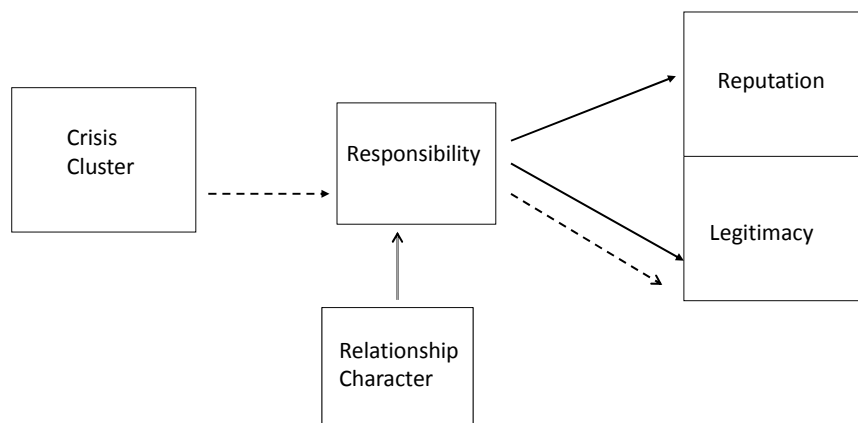 Crisis
Cluster
Responsibility
Reputation
Legitimacy
Relationship
Character